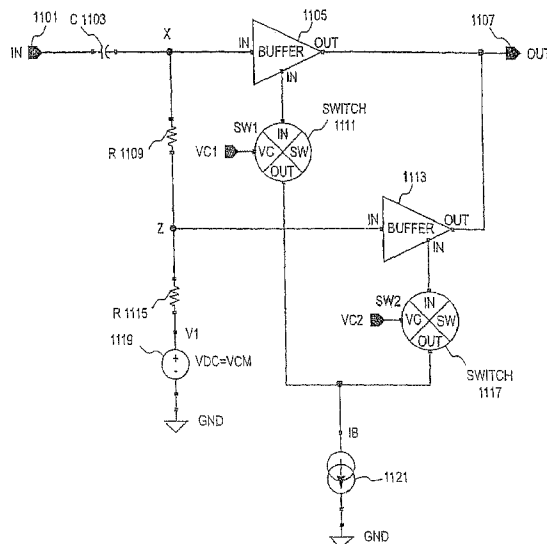 1101
C 1103
1105
1107
IN
X
IN
BUFFER
OUT
OUT
IN
SWITCH
1111
SW1
IN
VC1
VC
SW
OUT
R 1109
1113
Z
IN
BUFFER
OUT
IN
R 1115
SW2
IN
VC2
VC
SW
OUT
V1
1119
VDC=VCM
SWITCH
1117
GND
IB
1121
GND